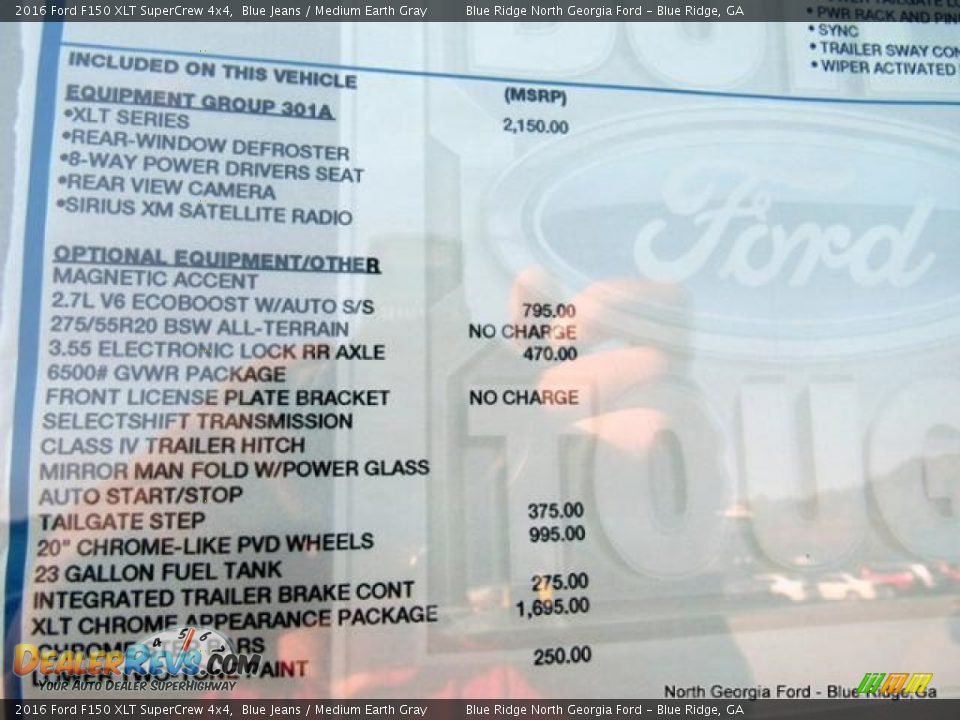 2016 Ford F150 XLT SuperCrew 4x4, Blue Jeans / Medium Earth Gray Blue Ridge North Georgia Ford - Blue Ridge, GA
• PWR RACK AND
• SYNC
• TRAILER SWAY
• WIPER ACTIVATED
INCLUDED ON THIS VEHICLE
(MSRP)
EQUIPMENT GROUP 301A 2,150.00
•XLT SERIES
•REAR-WINDOW DEFROSTER
•8-WAY POWER DRIVERS SEAT
•REAR VIEW CAMERA
•SIRIUS XM SATELLITE RADIO
Ford
OPTIONAL EQUIPMENT/OTHER
MAGNETIC ACCENT
2.7L V6 ECOBOOST W/AUTO S/S 795.00
275/55R20 BSW ALL-TERRAIN NO CHARGE
3.55 ELECTRONIC LOCK RR AXLE 470.00
6500# GVWR PACKAGE
FRONT LICENSE PLATE BRACKET NO CHARGE
SELECTSHIFT TRANSMISSION
CLASS IV TRAILER HITCH
MIRROR MAN FOLD W/POWER GLASS
AUTO START/STOP
TAILGATE STEP 375.00
20" CHROME-LIKE PVD WHEELS 995.00
23 GALLON FUEL TANK
INTEGRATED TRAILER BRAKE CONT 275.00
XLT CHROME APPEARANCE PACKAGE 1,695.00
CHROME
250.00
4 5 6
DEALERREVS.COM
YOUR AUTO DEALER SUPERHIGHWAY
North Georgia Ford - Blue Ridge, Ga
2016 Ford F150 XLT SuperCrew 4x4, Blue Jeans / Medium Earth Gray Blue Ridge North Georgia Ford - Blue Ridge, GA